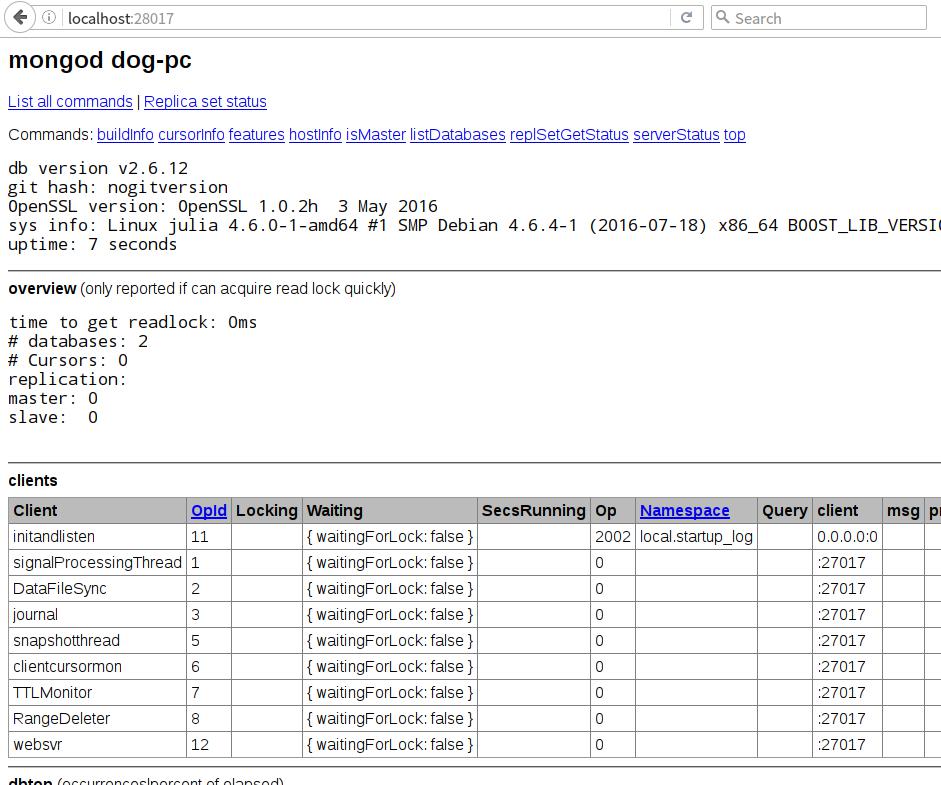 localhost:28017
Search
mongod dog-pc
List all commands | Replica set status
Commands: buildInfo cursorInfo features hostInfo isMaster listDatabases replSetGetStatus serverStatus top
db version v2.6.12
git hash: nogitversion
OpenSSL version: OpenSSL 1.0.2h  3 May 2016
sys info: Linux julia 4.6.0-1-amd64 #1 SMP Debian 4.6.4-1 (2016-07-18) x86_64 BOOST_LIB_VERSIO
uptime: 7 seconds
overview (only reported if can acquire read lock quickly)
time to get readlock: 0ms
# databases: 2
# Cursors: 0
replication:
master: 0
slave:  0
clients
Client OpId Locking Waiting SecsRunning Op Namespace Query client msg
initandlisten 11 { waitingForLock: false } 2002 local.startup_log 0.0.0.0:0
signalProcessingThread 1 { waitingForLock: false } 0 :27017
DataFileSync 2 { waitingForLock: false } 0 :27017
journal 3 { waitingForLock: false } 0 :27017
snapshotthread 5 { waitingForLock: false } 0 :27017
clientcursormon 6 { waitingForLock: false } 0 :27017
TTLMonitor 7 { waitingForLock: false } 0 :27017
RangeDeleter 8 { waitingForLock: false } 0 :27017
websvr 12 { waitingForLock: false } 0 :27017
dbtop (occurrences|percent of elapsed)